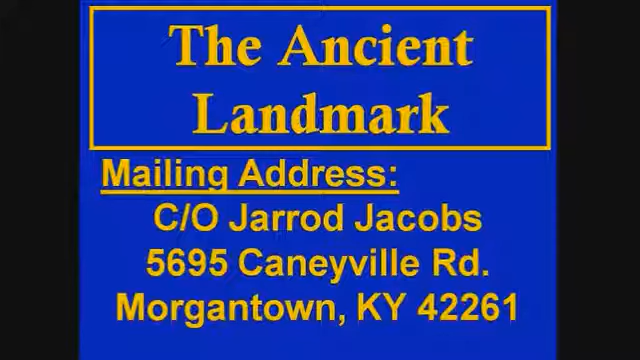 The Ancient
Landmark
Mailing Address:
C/O Jarrod Jacobs
5695 Caneyville Rd.
Morgantown, KY 42261